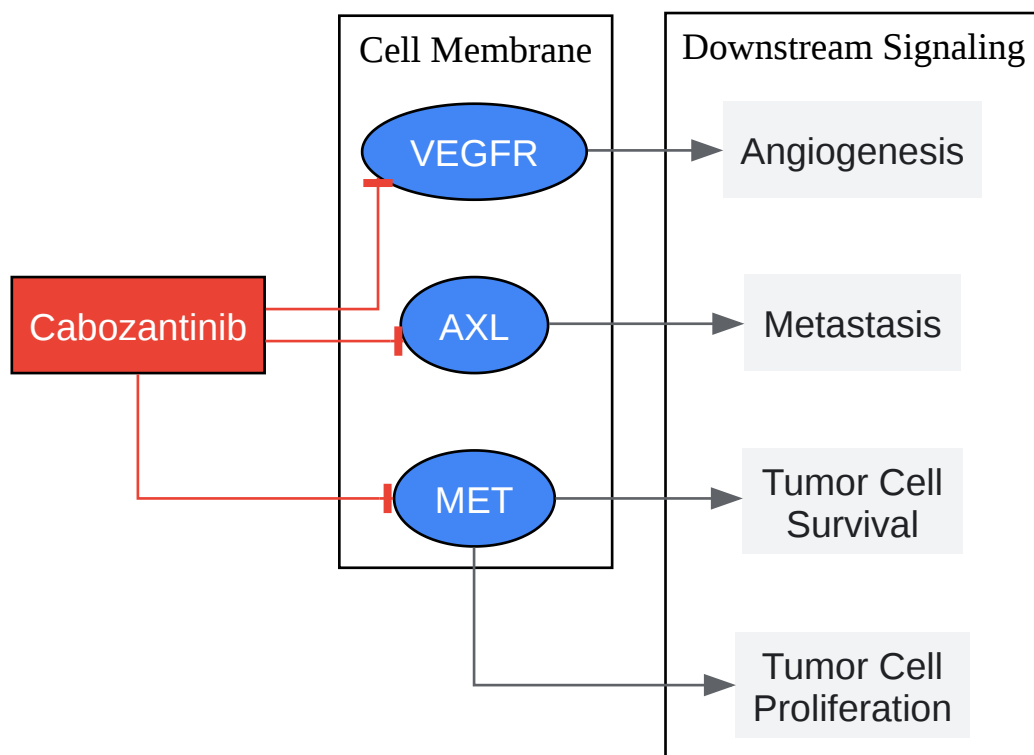 Cell Membrane
Downstream Signaling
VEGFR
Angiogenesis
Cabozantinib
AXL
Metastasis
MET
Tumor Cell
Survival
Tumor Cell
Proliferation